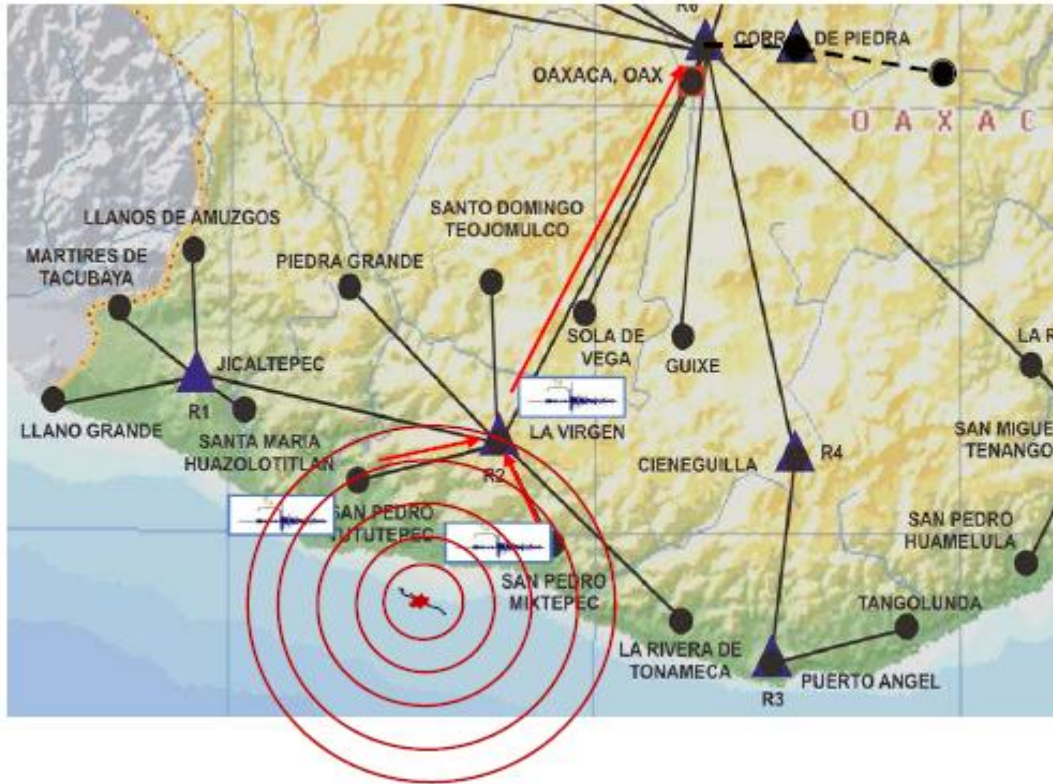 R6
CORRAL DE PIEDRA
OAXACA, OAX
O A X A C
LLANOS DE AMUZGOS
SANTO DOMINGO
TEOJOMULCO
MARTIRES DE
TACUBAYA
PIEDRA GRANDE
SOLA DE
VEGA
GUIXE
LA R
JICALTEPEC
R1
LLANO GRANDE
SANTA MARIA
HUAZOLOTITLAN
LA VIRGEN
R2
CIENEGUILLA
R4
SAN MIGUE
TENANGO
SAN PEDRO
TUTUTEPEC
SAN PEDRO
HUAMELULA
SAN PEDRO
MIXTEPEC
TANGOLUNDA
LA RIVERA DE
TONAMECA
PUERTO ANGEL
R3